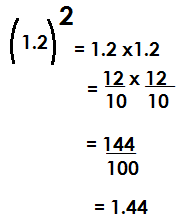 (1.2)² = 1.2 x1.2
= 12/10 x 12/10
= 144/100
= 1.44